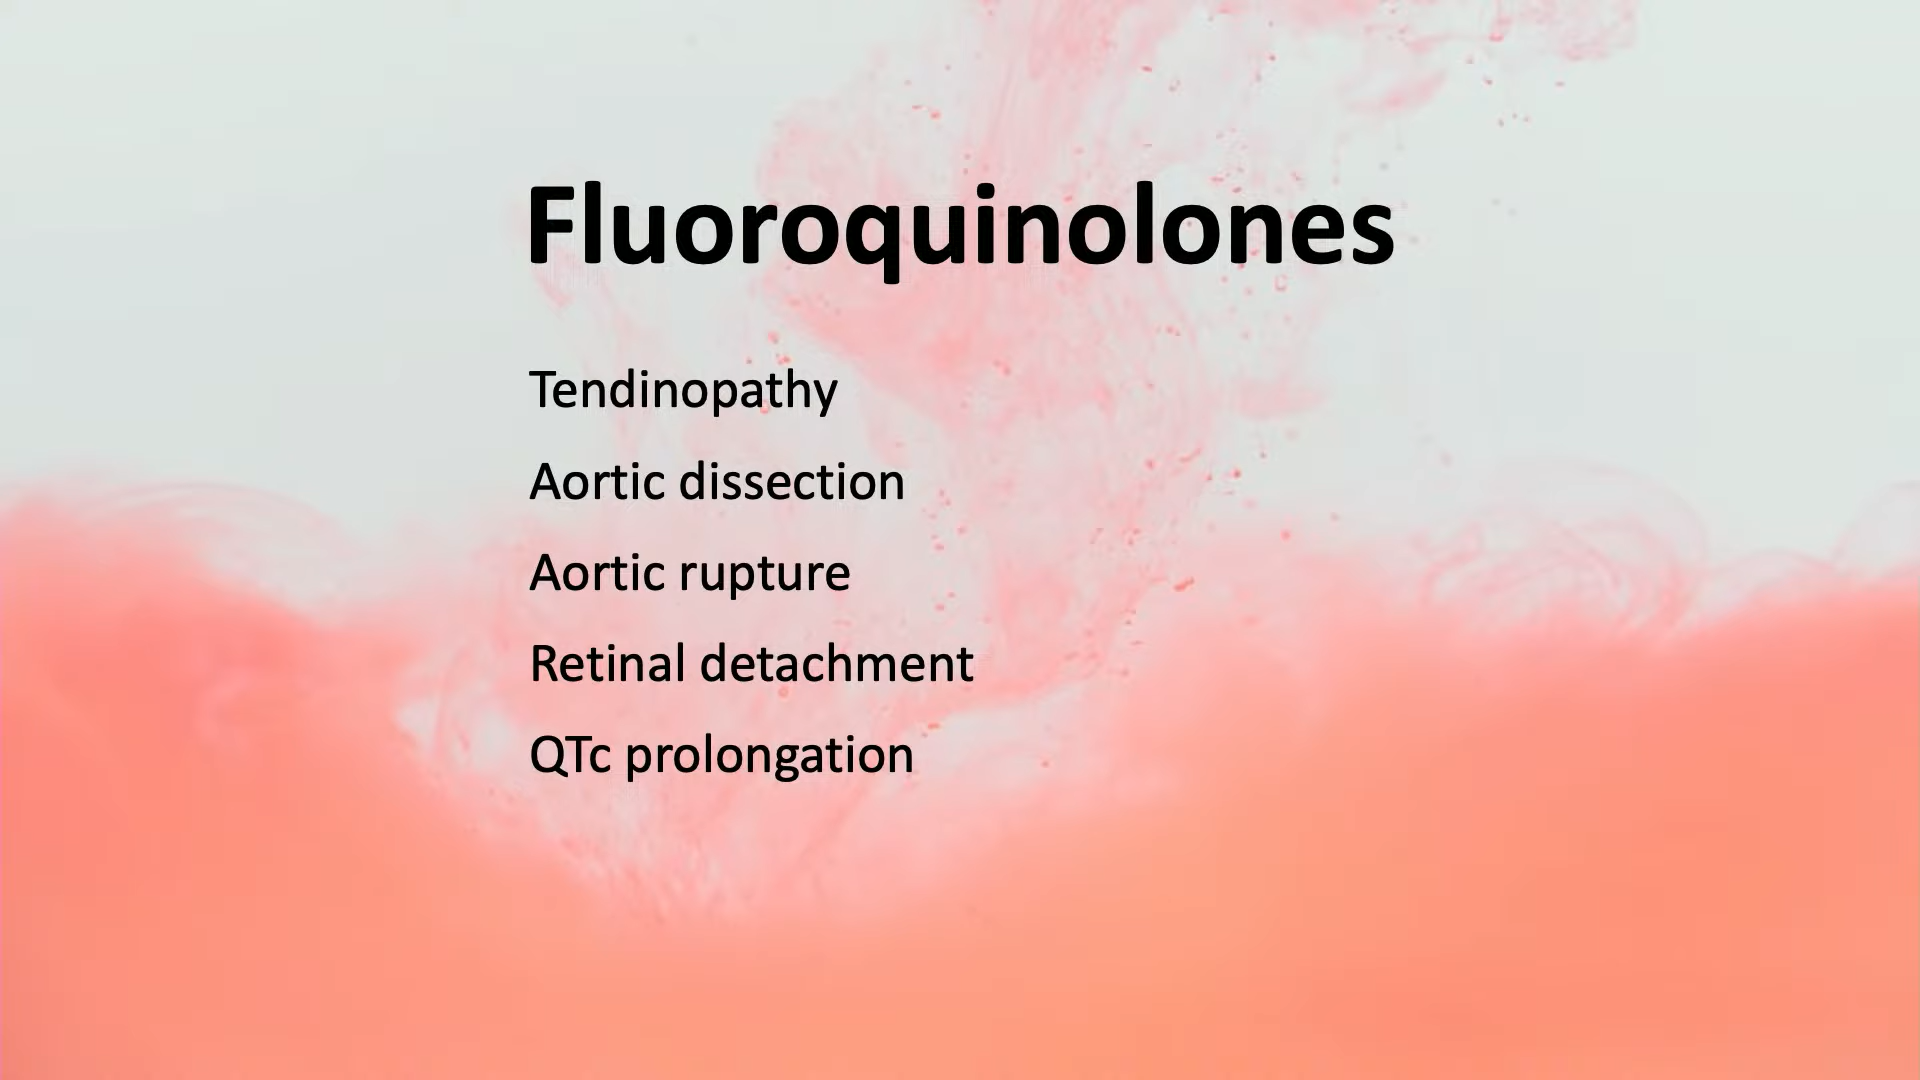 Fluoroquinolones
Tendinopathy
Aortic dissection
Aortic rupture
Retinal detachment
QTc prolongation